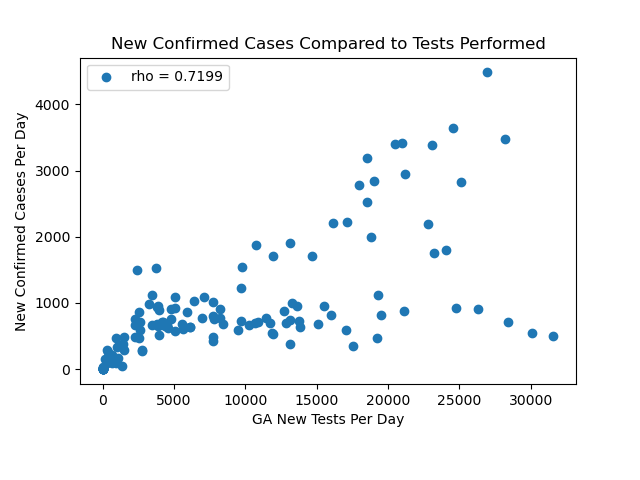 New Confirmed Cases Compared to Tests Performed
rho = 0.7199
New Confirmed Caeses Per Day
4000
3000
2000
1000
0
0 5000 10000 15000 20000 25000 30000
GA New Tests Per Day